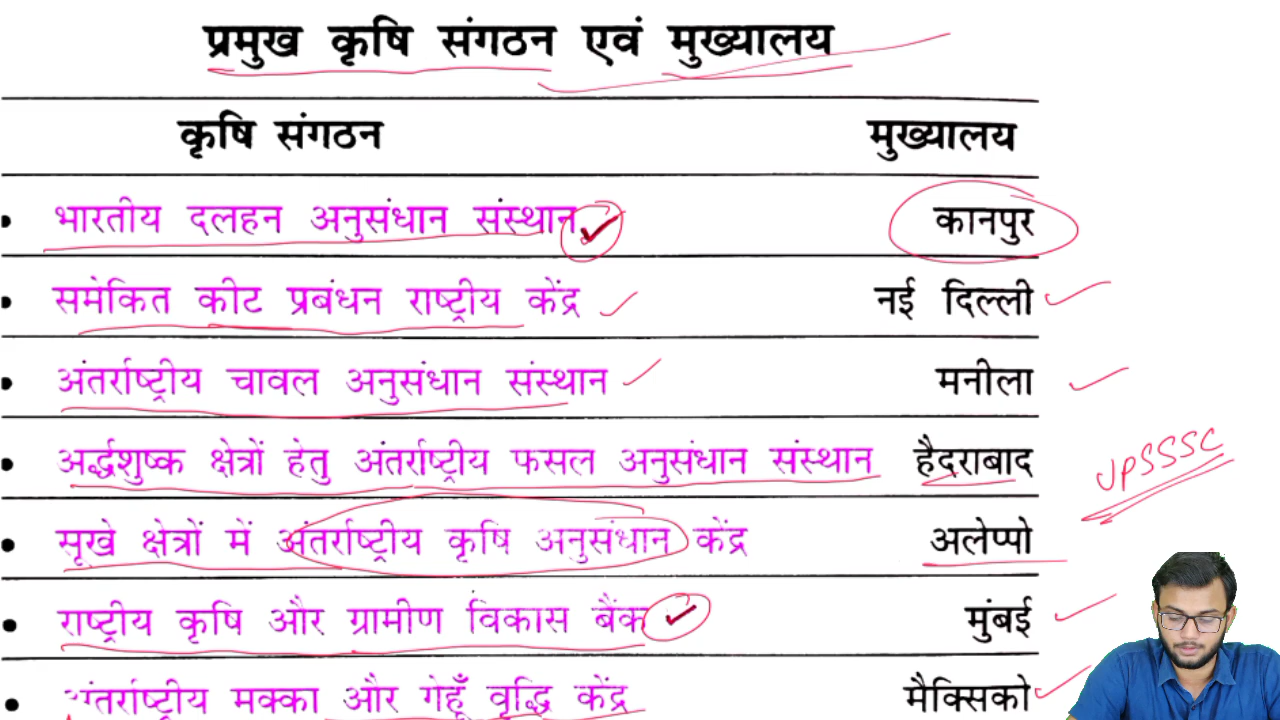 प्रमुख कृषि संगठन एवं मुख्यालय
कृषि संगठन मुख्यालय
• भारतीय दलहन अनुसंधान संस्थान कानपुर
• समेकित कीट प्रबंधन राष्ट्रीय केंद्र नई दिल्ली
• अंतर्राष्ट्रीय चावल अनुसंधान संस्थान मनीला
• अर्द्धशुष्क क्षेत्रों हेतु अंतर्राष्ट्रीय फसल अनुसंधान संस्थान हैदराबाद
UPSSSC
• सूखे क्षेत्रों में अंतर्राष्ट्रीय कृषि अनुसंधान केंद्र अलेप्पो
• राष्ट्रीय कृषि और ग्रामीण विकास बैंक मुंबई
• अंतर्राष्ट्रीय मक्का और गेहूँ वृद्धि केंद्र मैक्सिको